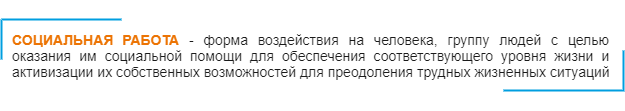 СОЦИАЛЬНАЯ РАБОТА - форма воздействия на человека, группу людей с целью
оказания им социальной помощи для обеспечения соответствующего уровня жизни и
активизации их собственных возможностей для преодоления трудных жизненных ситуаций